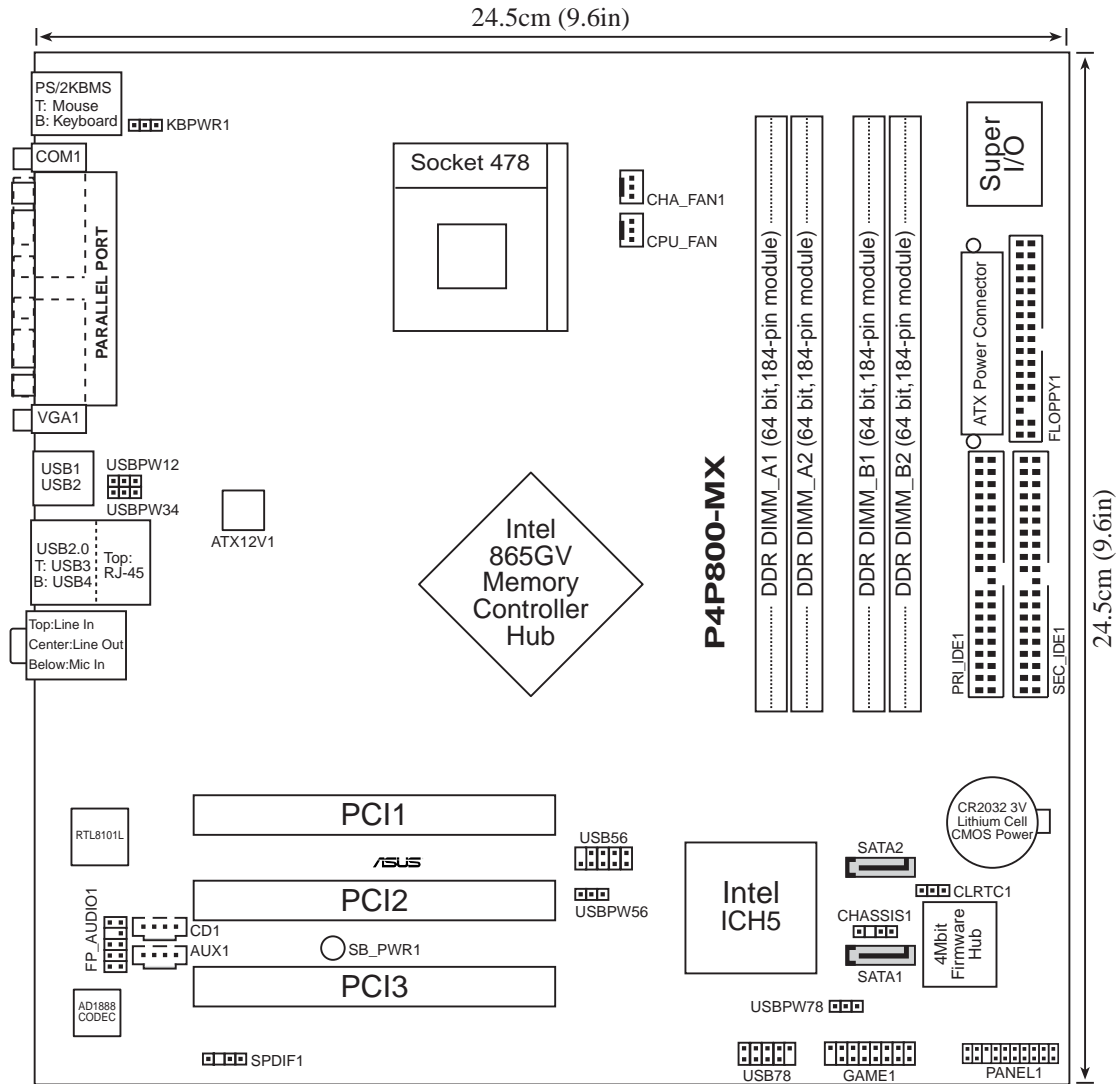 24.5cm (9.6in)
PS/2KBMS
T: Mouse
B: Keyboard
KBPWR1
COM1
PARALLEL PORT
VGA1
Socket 478
CHA_FAN1
CPU_FAN
Super
I/O
DDR DIMM_A1 (64 bit,184-pin module)
DDR DIMM_A2 (64 bit,184-pin module)
DDR DIMM_B1 (64 bit,184-pin module)
DDR DIMM_B2 (64 bit,184-pin module)
ATX Power Connector
FLOPPY1
USB1
USB2
USBPW12
USBPW34
ATX12V1
USB2.0
T: USB3
B: USB4
Top:
RJ-45
Top:Line In
Center:Line Out
Below:Mic In
Intel
865GV
Memory
Controller
Hub
P4P800-MX
PRI_IDE1
SEC_IDE1
24.5cm (9.6in)
RTL8101L
PCI1
ASUS
PCI2
PCI3
USB56
USBPW56
Intel
ICH5
SATA2
CR2032 3V
Lithium Cell
CMOS Power
CLRTC1
CHASSIS1
SATA1
4Mbit
Firmware
Hub
FP_AUDIO1
CD1
AUX1
SB_PWR1
AD1888
CODEC
SPDIF1
USBPW78
USB78
GAME1
PANEL1